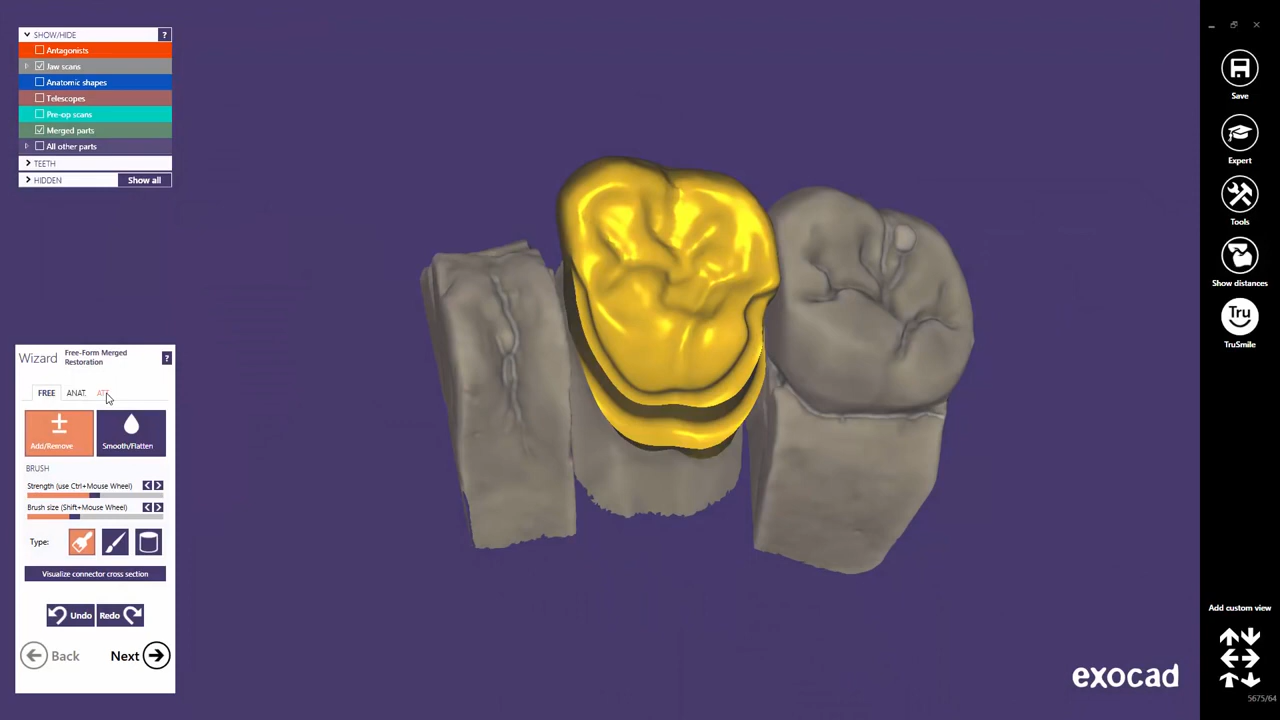 SHOW/HIDE ?
Antagonists
Jaw scans
Anatomic shapes
Telescopes
Pre-op scans
Merged parts
All other parts
TEETH
HIDDEN Show all
Wizard Free-Form Merged Restoration ?
FREE ANAT.
Add/Remove Smooth/Flatten
BRUSH
Strength (use Ctrl+Mouse Wheel)
Brush size (Shift+Mouse Wheel)
Type:
Visualize connector cross section
Undo Redo
Back Next
Save
Expert
Tools
Show distances
Tru
TruSmile
Add custom view
5675/64
exocad